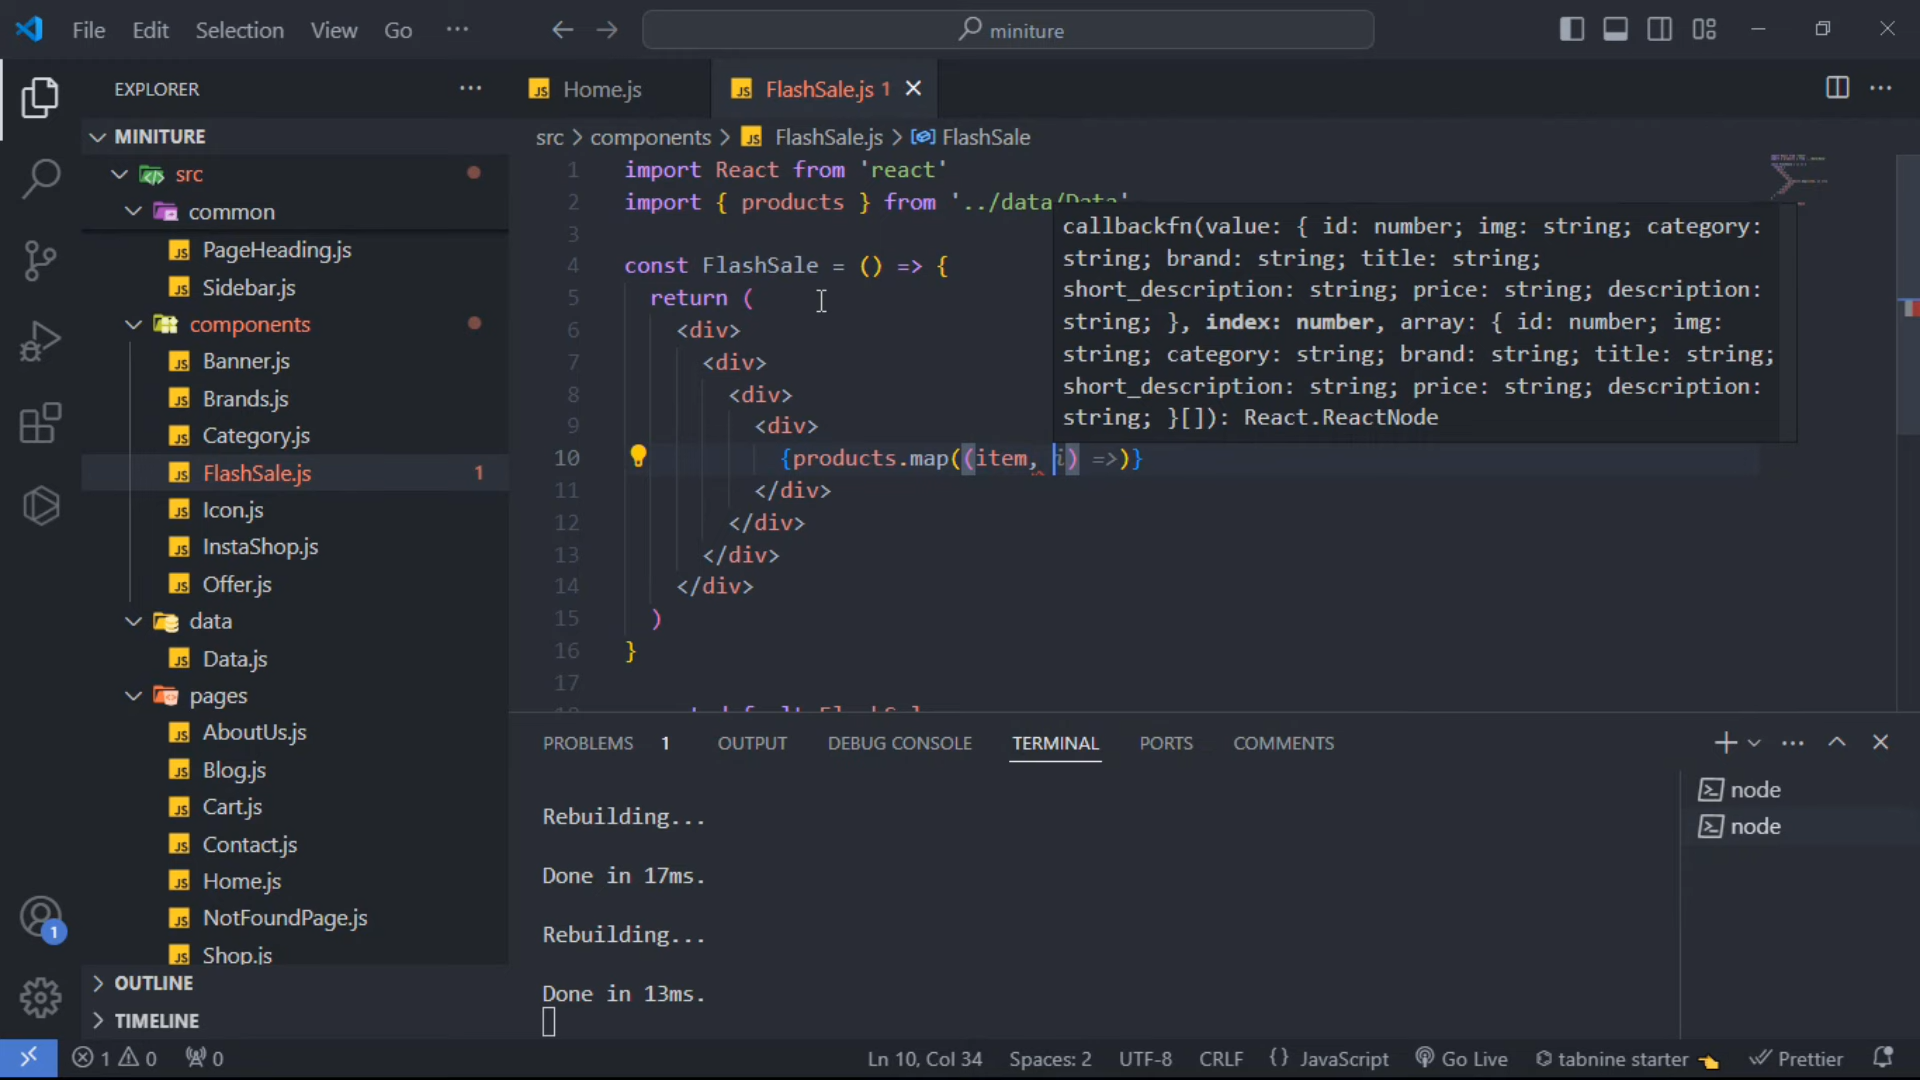 File Edit Selection View Go ···
miniture
EXPLORER ···
MINITURE
src
common
PageHeading.js
Sidebar.js
components
Banner.js
Brands.js
Category.js
FlashSale.js 1
Icon.js
InstaShop.js
Offer.js
data
Data.js
pages
AboutUs.js
Blog.js
Cart.js
Contact.js
Home.js
NotFoundPage.js
Shop.js
OUTLINE
TIMELINE
1
Home.js FlashSale.js 1
src > components > FlashSale.js > FlashSale
1 import React from 'react'
2 import { products } from '../data/Data'
3
4 const FlashSale = () => {
5 return (
6 <div>
7 <div>
8 <div>
9 <div>
10 {products.map((item, i) =>)}
11 </div>
12 </div>
13 </div>
14 </div>
15 )
16 }
17
callbackfn(value: { id: number; img: string; category:
string; brand: string; title: string;
short_description: string; price: string; description:
string; }, index: number, array: { id: number; img:
string; category: string; brand: string; title: string;
short_description: string; price: string; description:
string; }[]): React.ReactNode
PROBLEMS 1 OUTPUT DEBUG CONSOLE TERMINAL PORTS COMMENTS
Rebuilding...
Done in 17ms.
Rebuilding...
Done in 13ms.
node
node
1 0 0 Ln 10, Col 34 Spaces: 2 UTF-8 CRLF {} JavaScript Go Live tabnine starter Prettier